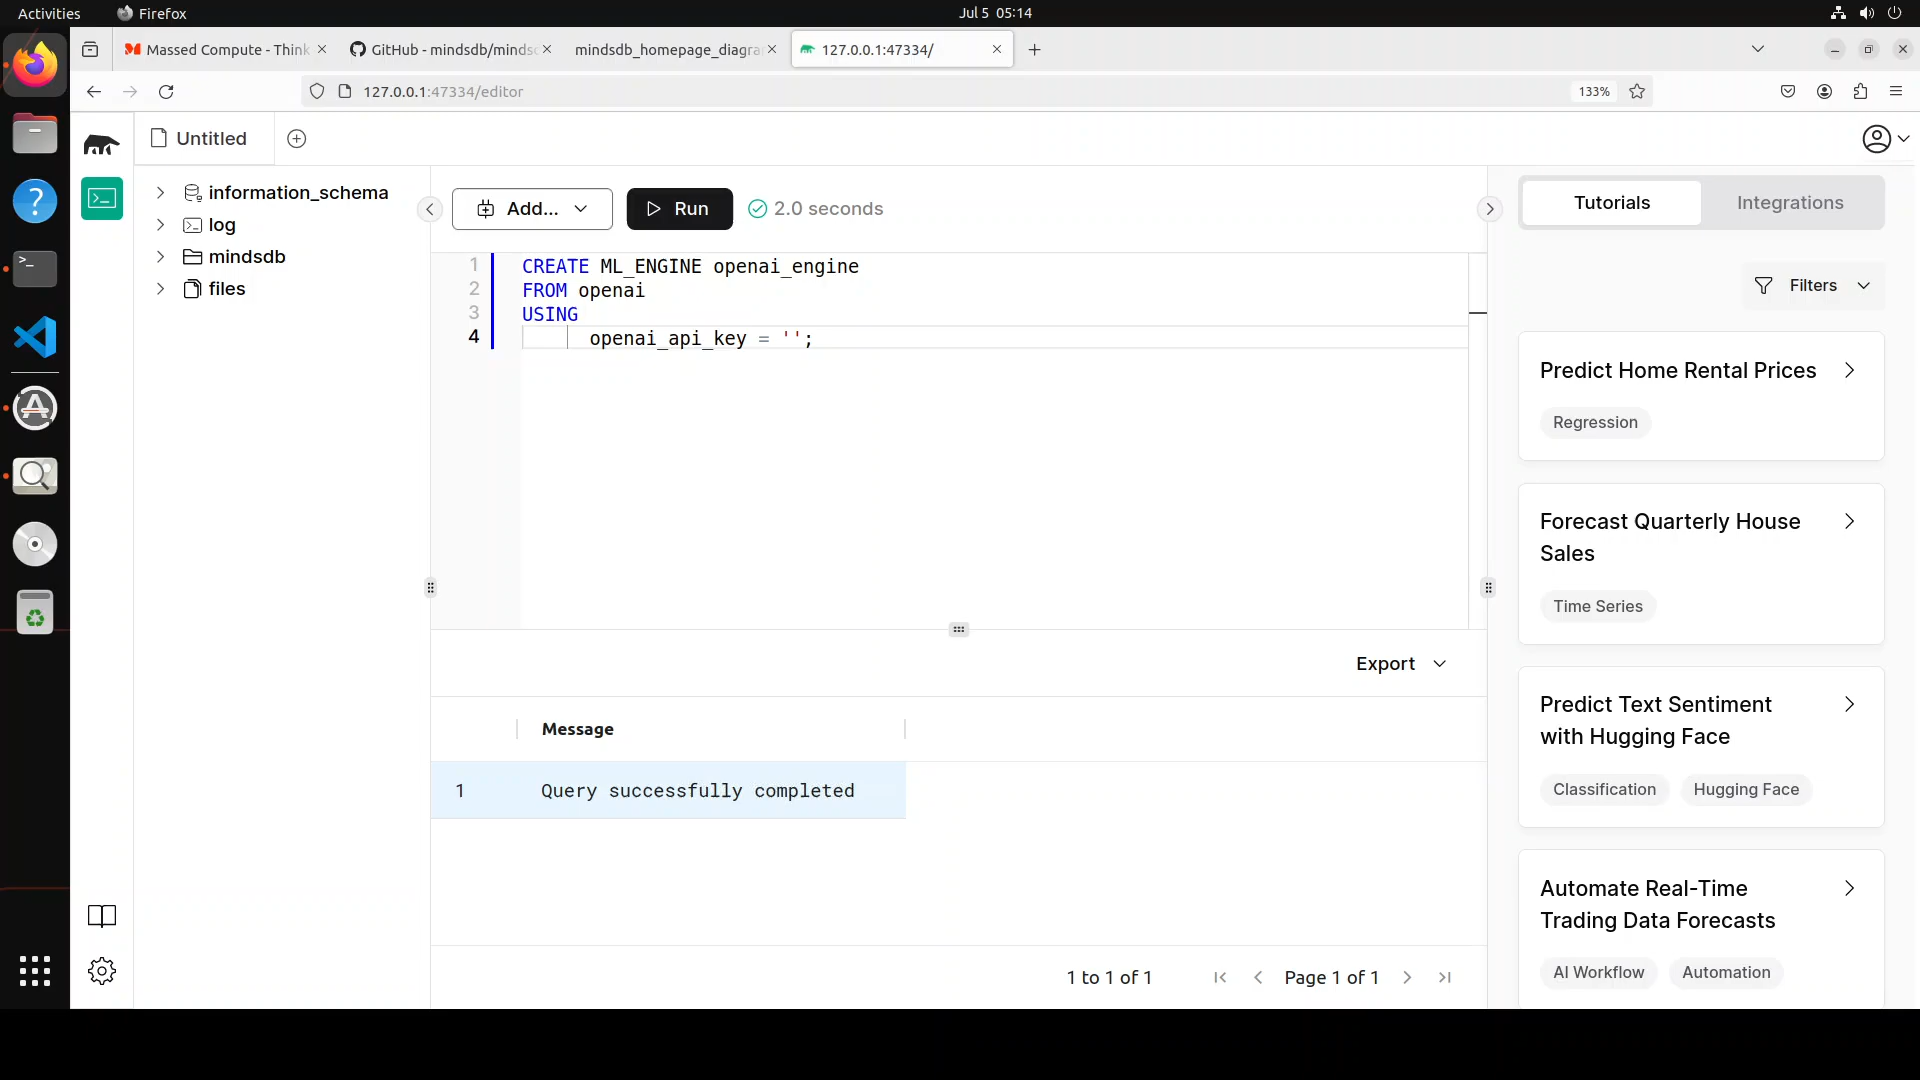 Activities
Firefox
Jul 5 05:14
Massed Compute - Think
GitHub - mindsdb/mindsd
mindsdb_homepage_diagra
127.0.0.1:47334/
127.0.0.1:47334/editor
133%
Untitled
information_schema
log
mindsdb
files
Add...
Run
2.0 seconds
1 CREATE ML_ENGINE openai_engine
2 FROM openai
3 USING
4 openai_api_key = '';
Export
Message
1 Query successfully completed
1 to 1 of 1
Page 1 of 1
Tutorials
Integrations
Filters
Predict Home Rental Prices
Regression
Forecast Quarterly House
Sales
Time Series
Predict Text Sentiment
with Hugging Face
Classification
Hugging Face
Automate Real-Time
Trading Data Forecasts
AI Workflow
Automation